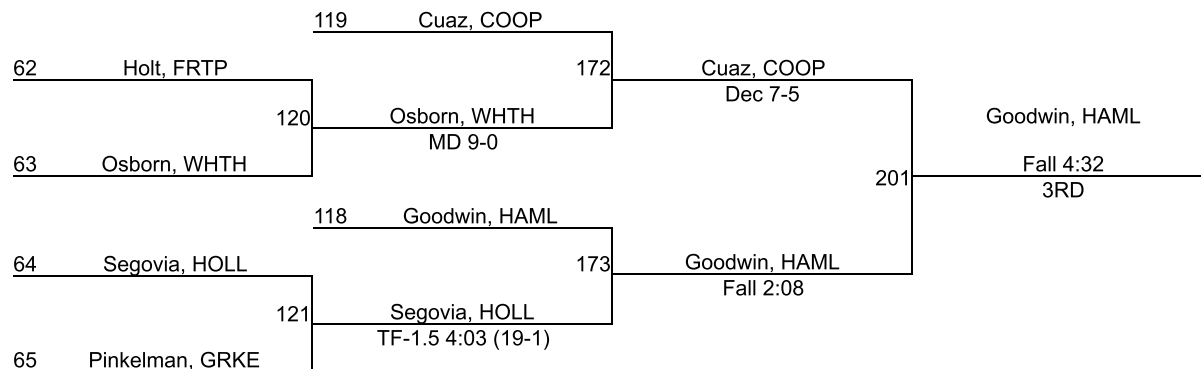 119 Cuaz, COOP
62 Holt, FRTP
172 Cuaz, COOP
Dec 7-5
120 Osborn, WHTH
MD 9-0
Goodwin, HAML
63 Osborn, WHTH
Fall 4:32
201
3RD
118 Goodwin, HAML
64 Segovia, HOLL
173 Goodwin, HAML
Fall 2:08
121 Segovia, HOLL
TF-1.5 4:03 (19-1)
65 Pinkelman, GRKE